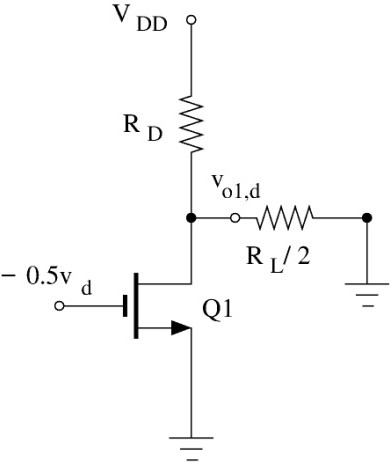 V DD
R D
v o1,d
R L / 2
− 0.5v d
Q1